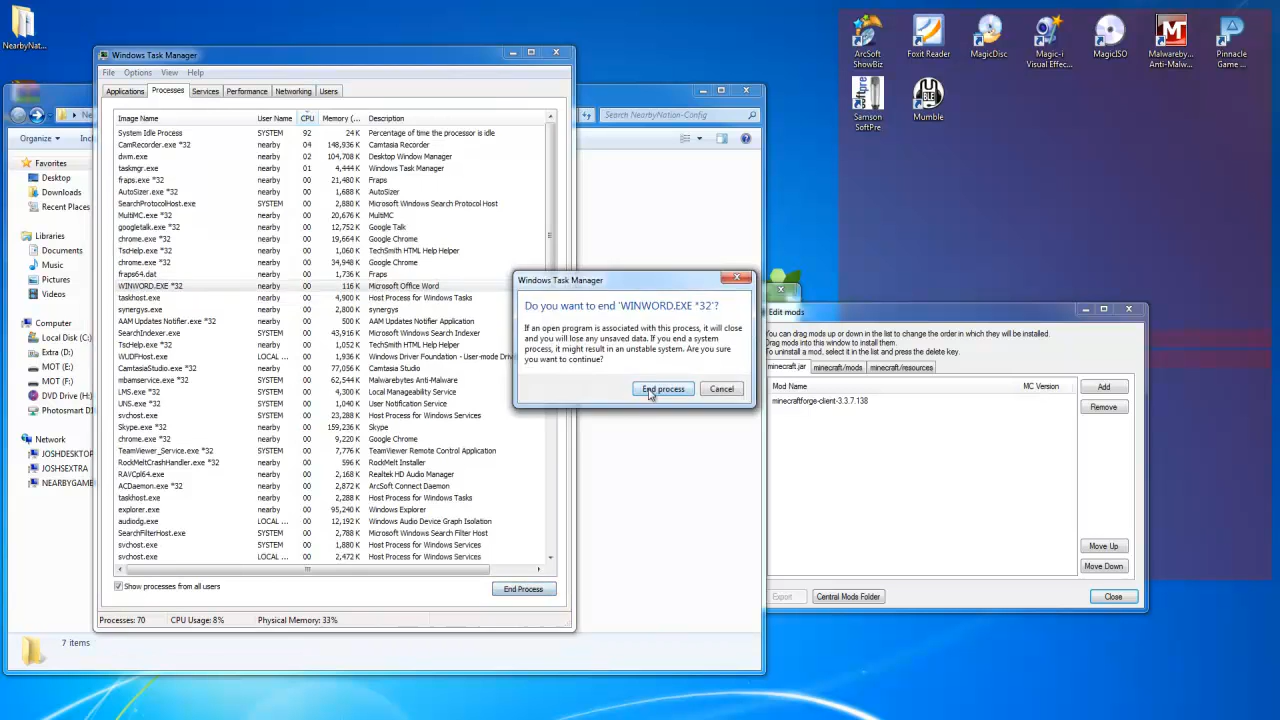 NearbyNat...
ArcSoft ShowBiz
Foxit Reader
MagicDisc
Magic-i Visual Effec...
MagicISO
Malwareby... Anti-Malw...
Pinnacle Game ...
Samson SoftPre
Mumble
Windows Task Manager
File Options View Help
Applications Processes Services Performance Networking Users
Image Name User Name CPU Memory (... Description
System Idle Process SYSTEM 92 24 K Percentage of time the processor is idle
CamRecorder.exe *32 nearby 04 148,936 K Camtasia Recorder
dwm.exe nearby 02 104,708 K Desktop Window Manager
taskmgr.exe nearby 01 4,444 K Windows Task Manager
fraps.exe *32 nearby 00 21,480 K Fraps
AutoSizer.exe *32 nearby 00 1,688 K AutoSizer
SearchProtocolHost.exe SYSTEM 00 2,880 K Microsoft Windows Search Protocol Host
MultiMC.exe nearby 00 20,676 K MultiMC
googletalk.exe *32 nearby 00 12,752 K Google Talk
chrome.exe *32 nearby 00 19,664 K Google Chrome
TscHelp.exe *32 nearby 00 1,060 K TechSmith HTML Help Helper
chrome.exe *32 nearby 00 34,948 K Google Chrome
fraps64.dat nearby 00 1,736 K Fraps
WINWORD.EXE *32 nearby 00 116 K Microsoft Office Word
taskhost.exe nearby 00 4,900 K Host Process for Windows Tasks
synergys.exe nearby 00 2,800 K synergys
AAM Updates Notifier.exe *32 nearby 00 500 K AAM Updates Notifier Application
SearchIndexer.exe SYSTEM 00 43,916 K Microsoft Windows Search Indexer
TscHelp.exe *32 nearby 00 1,152 K TechSmith HTML Help Helper
WUDFHost.exe LOCAL ... 00 2,340 K Windows Driver Foundation - User-mode Driv
CamtasiaStudio.exe *32 nearby 00 77,056 K Camtasia Studio
mbamservice.exe *32 SYSTEM 00 62,544 K Malwarebytes Anti-Malware
LMS.exe *32 SYSTEM 00 4,300 K Local Manageability Service
UNS.exe *32 SYSTEM 00 1,040 K User Notification Service
svchost.exe SYSTEM 00 23,288 K Host Process for Windows Services
Skype.exe *32 nearby 00 159,236 K Skype
chrome.exe *32 nearby 00 9,220 K Google Chrome
TeamViewer_Service.exe *32 SYSTEM 00 7,776 K TeamViewer Remote Control Application
RockMeltCrashHandler.exe *32 nearby 00 596 K RockMelt Installer
RAVCpl64.exe nearby 00 2,168 K Realtek HD Audio Manager
ACDaemon.exe *32 nearby 00 2,872 K ArcSoft Connect Daemon
taskhost.exe nearby 00 2,288 K Host Process for Windows Tasks
explorer.exe nearby 00 95,240 K Windows Explorer
audiodg.exe LOCAL ... 00 12,192 K Windows Audio Device Graph Isolation
SearchFilterHost.exe SYSTEM 00 2,788 K Microsoft Windows Search Filter Host
svchost.exe SYSTEM 00 1,880 K Host Process for Windows Services
svchost.exe LOCAL ... 00 2,472 K Host Process for Windows Services
Show processes from all users
End Process
Processes: 70 CPU Usage: 8% Physical Memory: 33%
Search NearbyNation-Config
Organize
Favorites
Desktop
Downloads
Recent Places
Libraries
Documents
Music
Pictures
Videos
Computer
Local Disk (C:)
Extra (D:)
MOT (E:)
MOT (F:)
DVD Drive (H:)
Photosmart
Network
JOSHDESKTOP
JOSHSEXTRA
NEARBYGAME
7 items
Windows Task Manager
Do you want to end 'WINWORD.EXE *32'?
If an open program is associated with this process, it will close
and you will lose any unsaved data. If you end a system
process, it might result in an unstable system. Are you sure
you want to continue?
End process Cancel
Edit mods
You can drag mods up or down in the list to change the order in which they will be installed.
Drag mods into this window to install them.
To uninstall a mod, select it in the list and press the delete key.
minecraft.jar minecraft/mods minecraft/resources
Mod Name MC Version
minecraftforge-client-3.3.7.138
Add
Remove
Move Up
Move Down
Export Central Mods Folder Close